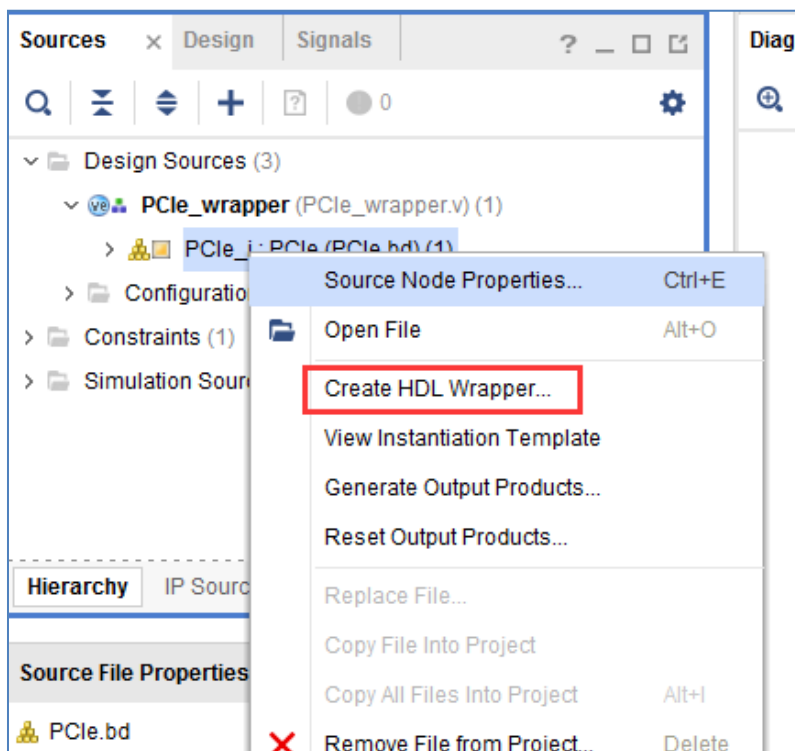 Sources Design Signals ? Diag
0
Design Sources (3)
PCIe_wrapper (PCIe_wrapper.v) (1)
PCIe_i : PCIe (PCIe.bd) (1)
Source Node Properties... Ctrl+E
Configuratio
Open File Alt+O
Constraints (1)
Simulation Sour
Create HDL Wrapper...
View Instantiation Template
Generate Output Products...
Reset Output Products...
Hierarchy IP Sourc
Replace File...
Copy File Into Project
Source File Properties
Copy All Files Into Project Alt+I
PCIe.bd
Remove File from Project... Delete